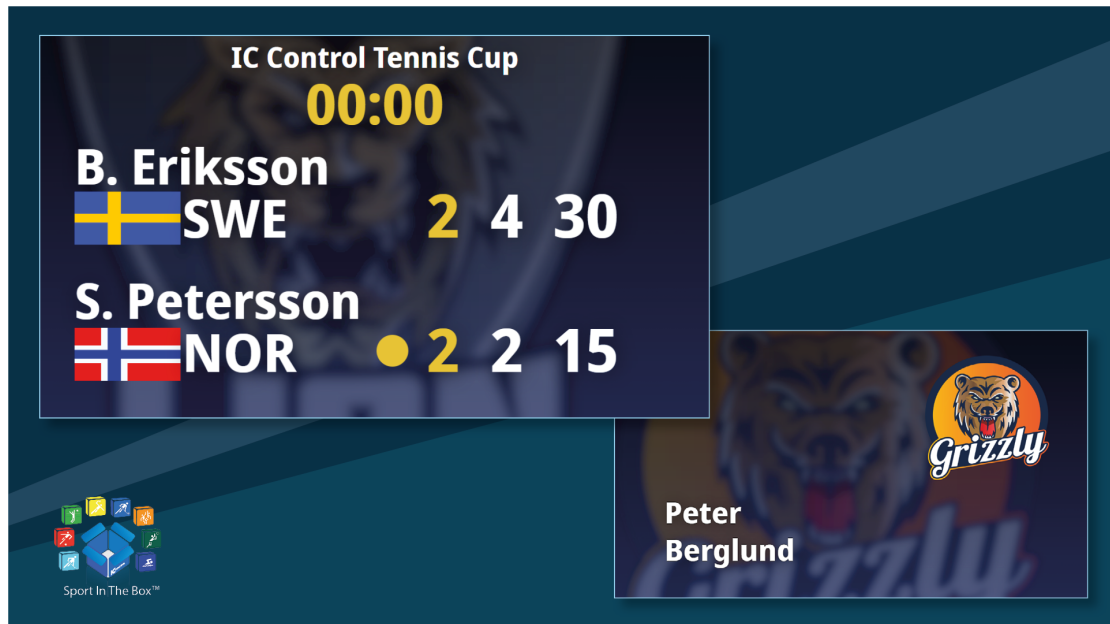 IC Control Tennis Cup
00:00
B. Eriksson
SWE 2 4 30
S. Petersson
NOR 2 2 15
Grizzly
Peter
Berglund
Grizzly
Sport In The Box™